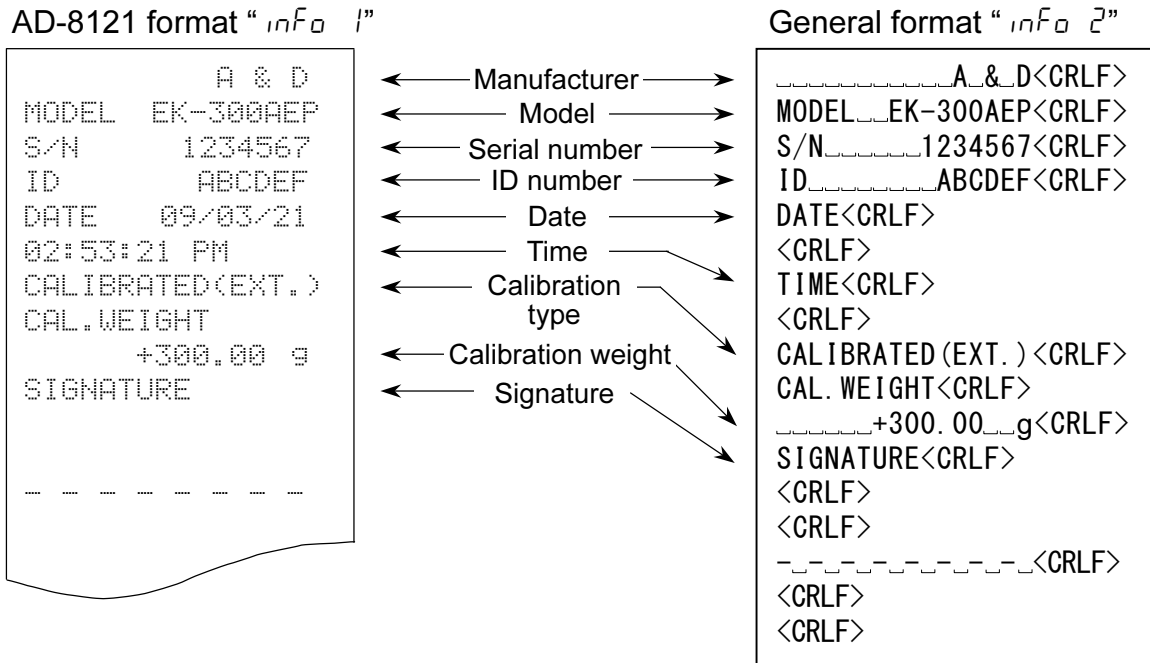 AD-8121 format “ inFo 1”
A & D
MODEL EK-300AEP
S/N 1234567
ID ABCDEF
DATE 09/03/21
02:53:21 PM
CALIBRATED(EXT.)
CAL.WEIGHT
+300.00 g
SIGNATURE
_ _ _ _ _ _ _ _
Manufacturer
Model
Serial number
ID number
Date
Time
Calibration
type
Calibration weight
Signature
General format “ inFo 2”
␣␣␣␣␣␣␣␣␣␣␣A␣&␣D<CRLF>
MODEL␣␣EK-300AEP<CRLF>
S/N␣␣␣␣␣␣1234567<CRLF>
ID␣␣␣␣␣␣␣␣ABCDEF<CRLF>
DATE<CRLF>
<CRLF>
TIME<CRLF>
<CRLF>
CALIBRATED(EXT.)<CRLF>
CAL.WEIGHT<CRLF>
␣␣␣␣␣␣+300.00␣␣g<CRLF>
SIGNATURE<CRLF>
<CRLF>
<CRLF>
-␣-␣-␣-␣-␣-␣-␣-␣<CRLF>
<CRLF>
<CRLF>